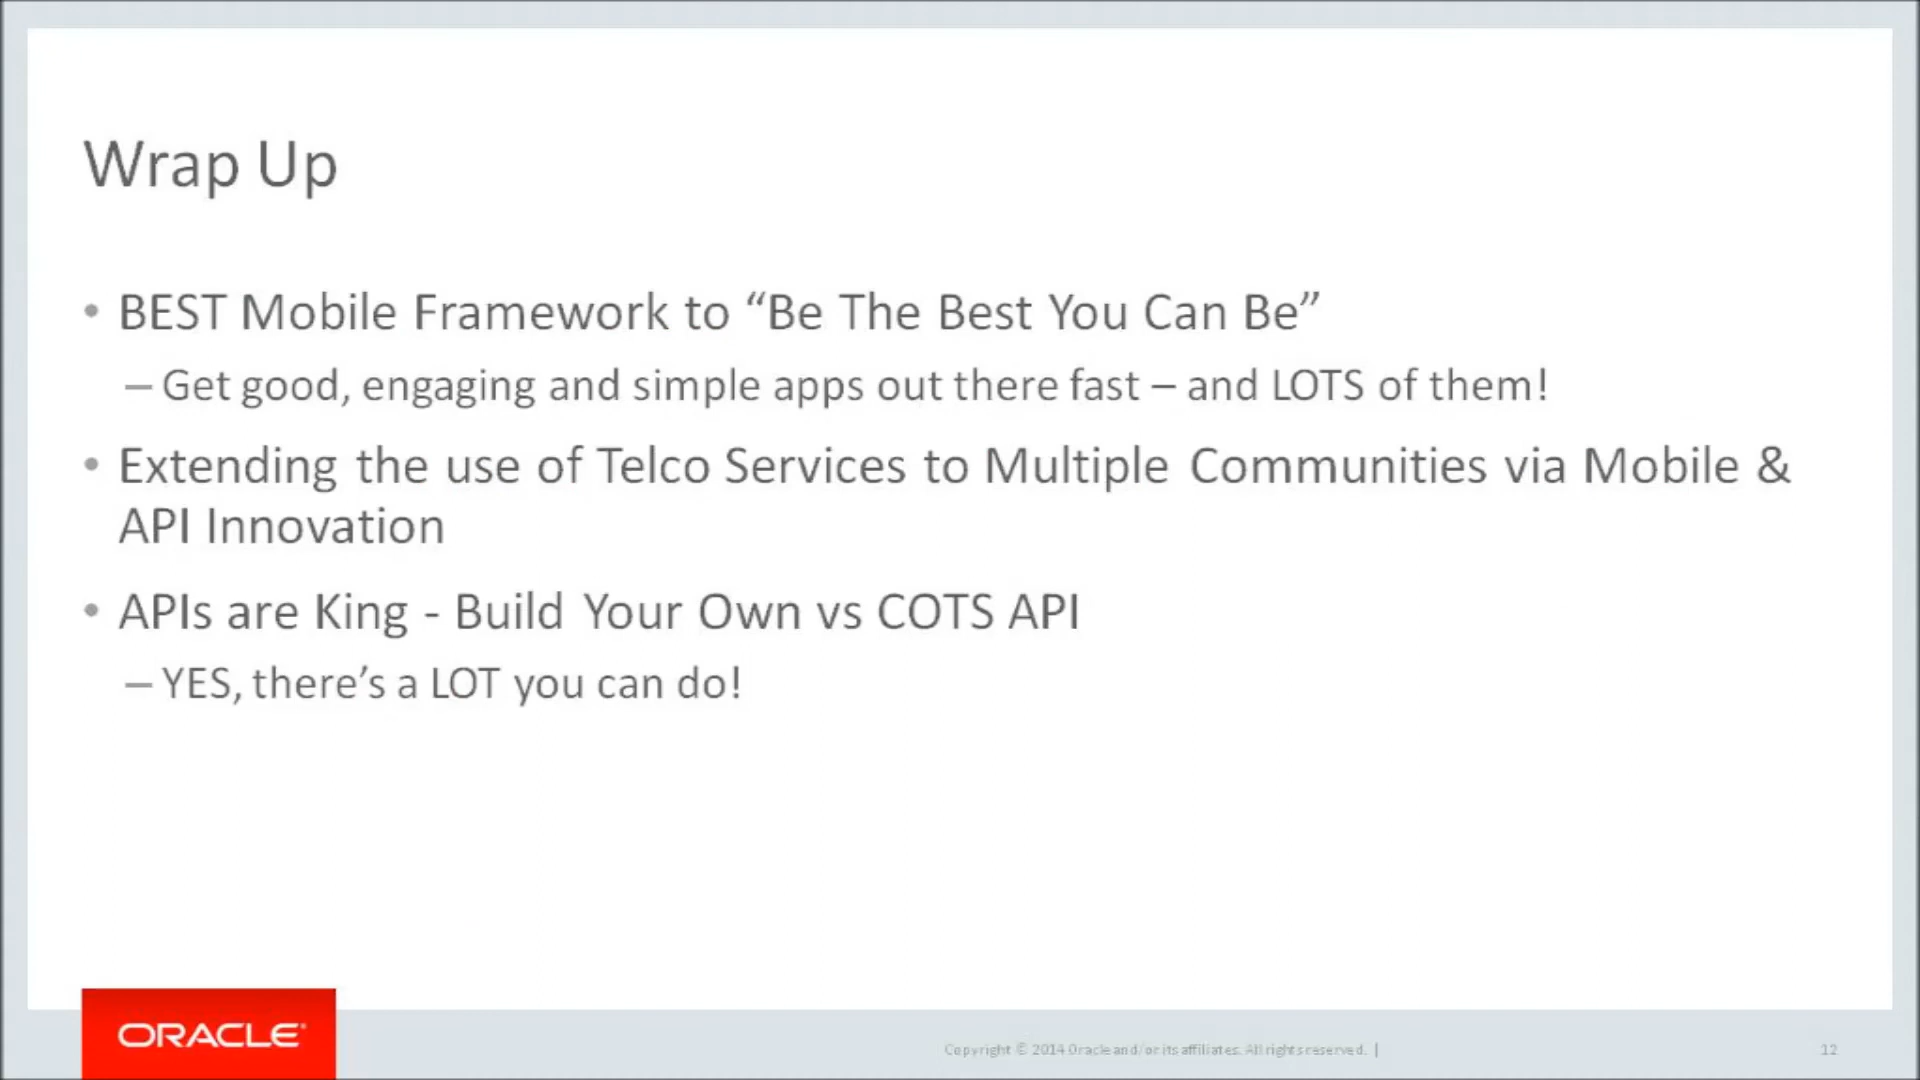 Wrap Up
• BEST Mobile Framework to “Be The Best You Can Be”
– Get good, engaging and simple apps out there fast – and LOTS of them!
• Extending the use of Telco Services to Multiple Communities via Mobile &
API Innovation
• APIs are King - Build Your Own vs COTS API
– YES, there’s a LOT you can do!
ORACLE®
Copyright © 2014 Oracle and/or its affiliates. All rights reserved. |
12